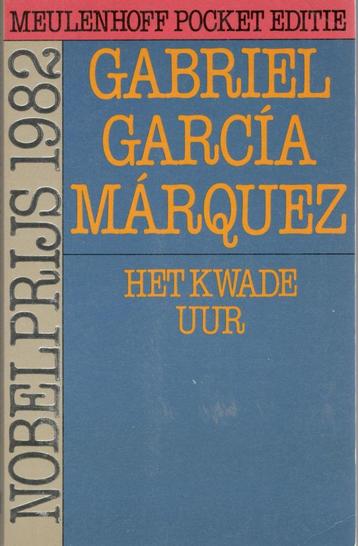 MEULENHOFF POCKET EDITIE
NOBELPRIJS 1982
GABRIEL
GARCÍA
MÁRQUEZ
HET KWADE
UUR